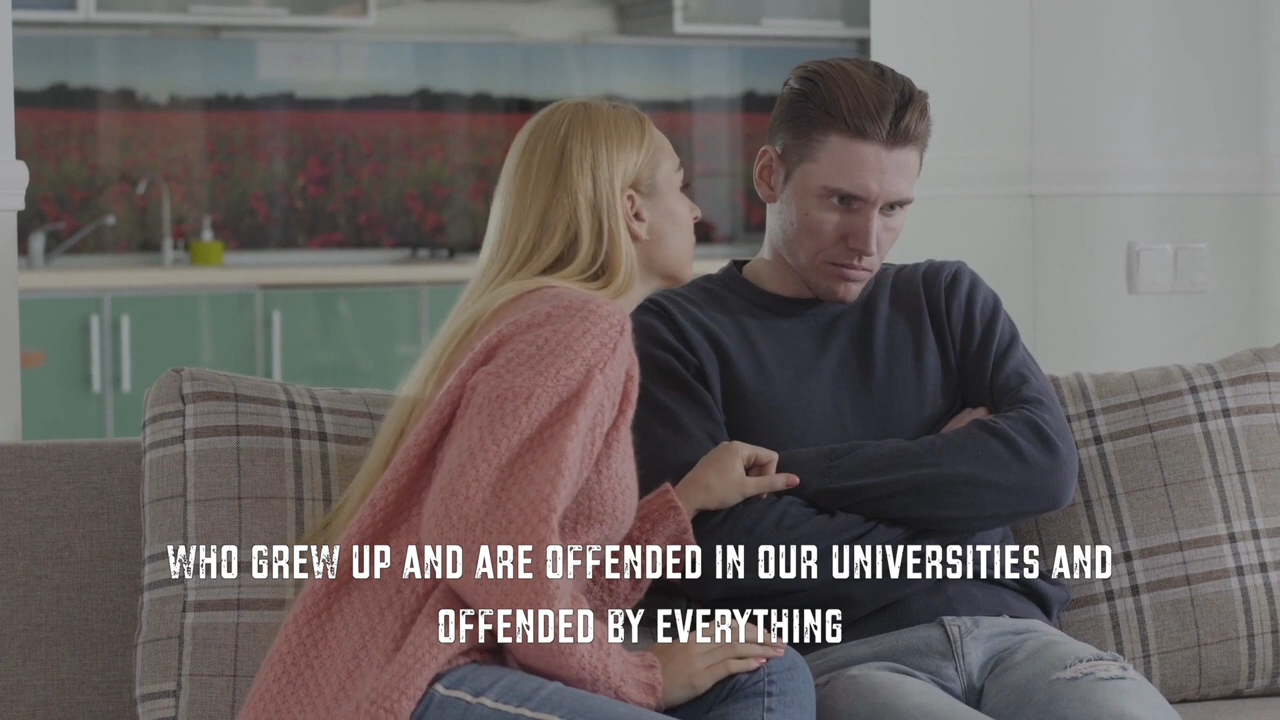 WHO GREW UP AND ARE OFFENDED IN OUR UNIVERSITIES AND
OFFENDED BY EVERYTHING